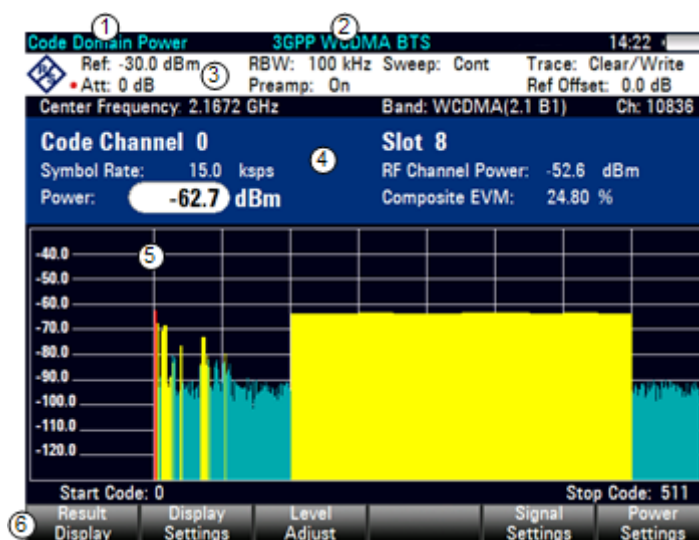 1 2
Code Domain Power 3GPP WCDMA BTS 14:22
Ref: -30.0 dBm RBW: 100 kHz Sweep: Cont Trace: Clear/Write
3
Att: 0 dB Preamp: On Ref Offset: 0.0 dB
Center Frequency: 2.1672 GHz Band: WCDMA(2.1 B1) Ch: 10836
Code Channel 0 Slot 8
4
Symbol Rate: 15.0 ksps RF Channel Power: -52.6 dBm
Power: -62.7 dBm Composite EVM: 24.80 %
5
-40.0
-50.0
-60.0
-70.0
-80.0
-90.0
-100.0
-110.0
-120.0
Start Code: 0 Stop Code: 511
6
Result Display Level Signal Power
Display Settings Adjust Settings Settings